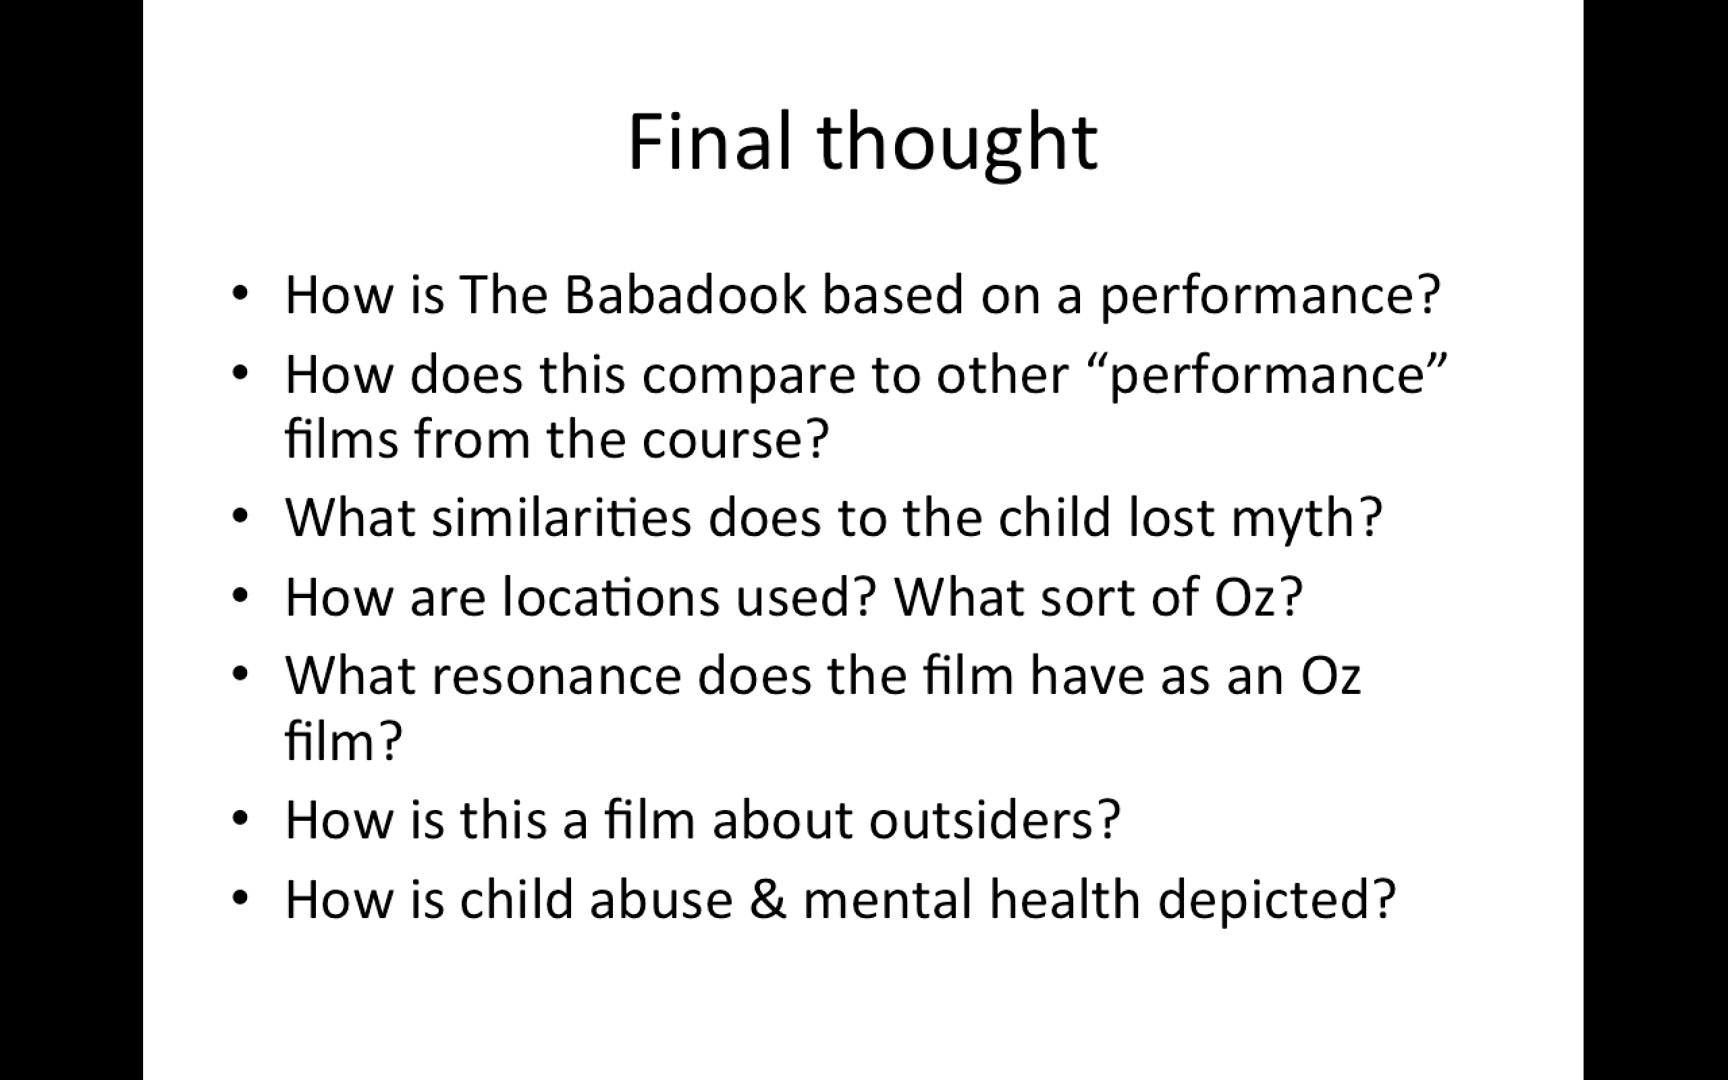 Final thought
• How is The Babadook based on a performance?
• How does this compare to other “performance”
films from the course?
• What similarities does to the child lost myth?
• How are locations used? What sort of Oz?
• What resonance does the film have as an Oz
film?
• How is this a film about outsiders?
• How is child abuse & mental health depicted?